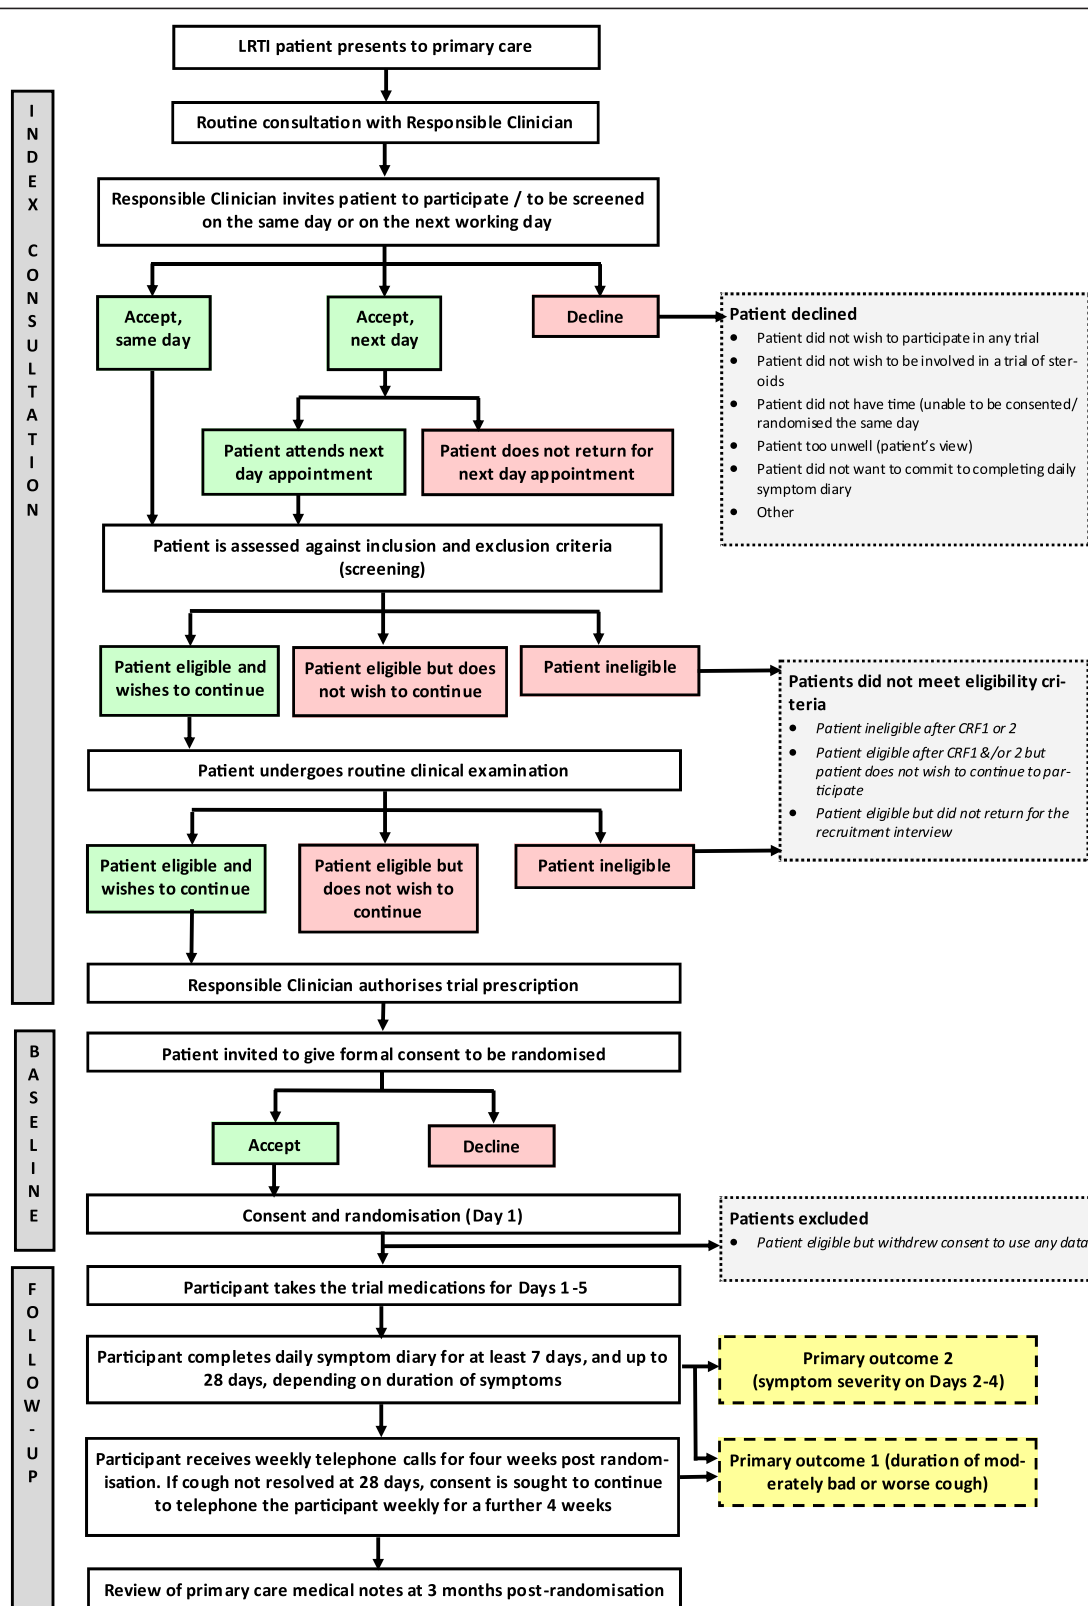 LRTI patient presents to primary care
INDEX CONSULTATION
Routine consultation with Responsible Clinician
Responsible Clinician invites patient to participate / to be screened
on the same day or on the next working day
Accept,
same day
Accept,
next day
Decline
Patient declined
● Patient did not wish to participate in any trial
● Patient did not wish to be involved in a trial of ster-
oids
● Patient did not have time (unable to be consented/
randomised the same day
● Patient too unwell (patient's view)
● Patient did not want to commit to completing daily
symptom diary
● Other
Patient attends next
day appointment
Patient does not return for
next day appointment
Patient is assessed against inclusion and exclusion criteria
(screening)
Patient eligible and
wishes to continue
Patient eligible but does
not wish to continue
Patient ineligible
Patients did not meet eligibility cri-
teria
● Patient ineligible after CRF1 or 2
● Patient eligible after CRF1 &/or 2 but
patient does not wish to continue to par-
ticipate
● Patient eligible but did not return for the
recruitment interview
Patient undergoes routine clinical examination
Patient eligible and
wishes to continue
Patient eligible but
does not wish to
continue
Patient ineligible
Responsible Clinician authorises trial prescription
BASELINE
Patient invited to give formal consent to be randomised
Accept
Decline
Consent and randomisation (Day 1)
Patients excluded
● Patient eligible but withdrew consent to use any data
FOLLOW-UP
Participant takes the trial medications for Days 1-5
Participant completes daily symptom diary for at least 7 days, and up to
28 days, depending on duration of symptoms
Primary outcome 2
(symptom severity on Days 2-4)
Participant receives weekly telephone calls for four weeks post random-
isation. If cough not resolved at 28 days, consent is sought to continue
to telephone the participant weekly for a further 4 weeks
Primary outcome 1 (duration of mod-
erately bad or worse cough)
Review of primary care medical notes at 3 months post-randomisation